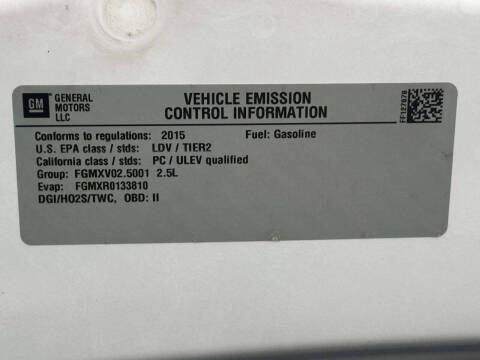 GM
GENERAL
MOTORS
LLC
VEHICLE EMISSION
CONTROL INFORMATION
Conforms to regulations: 2015 Fuel: Gasoline
U.S. EPA class / stds: LDV / TIER2
California class / stds: PC / ULEV qualified
Group: FGMXV02.5001 2.5L
Evap: FGMXR0133810
DGI/HO2S/TWC, OBD: II